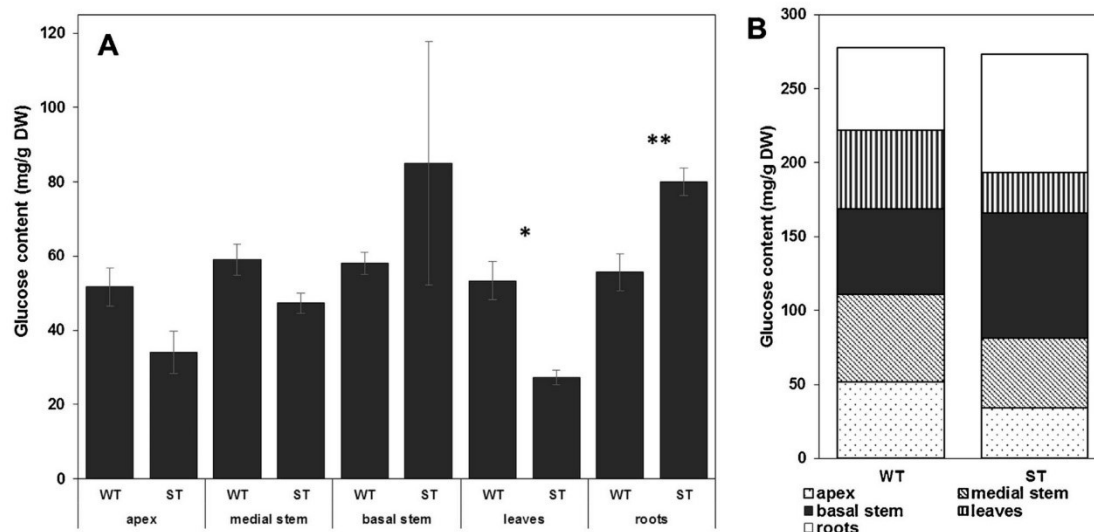 A
Glucose content (mg/g DW)
120
100
80
60
40
20
0
*
**
WT ST WT ST WT ST WT ST WT ST
apex medial stem basal stem leaves roots
B
Glucose content (mg/g DW)
300
250
200
150
100
50
0
WT ST
apex medial stem
basal stem leaves
roots